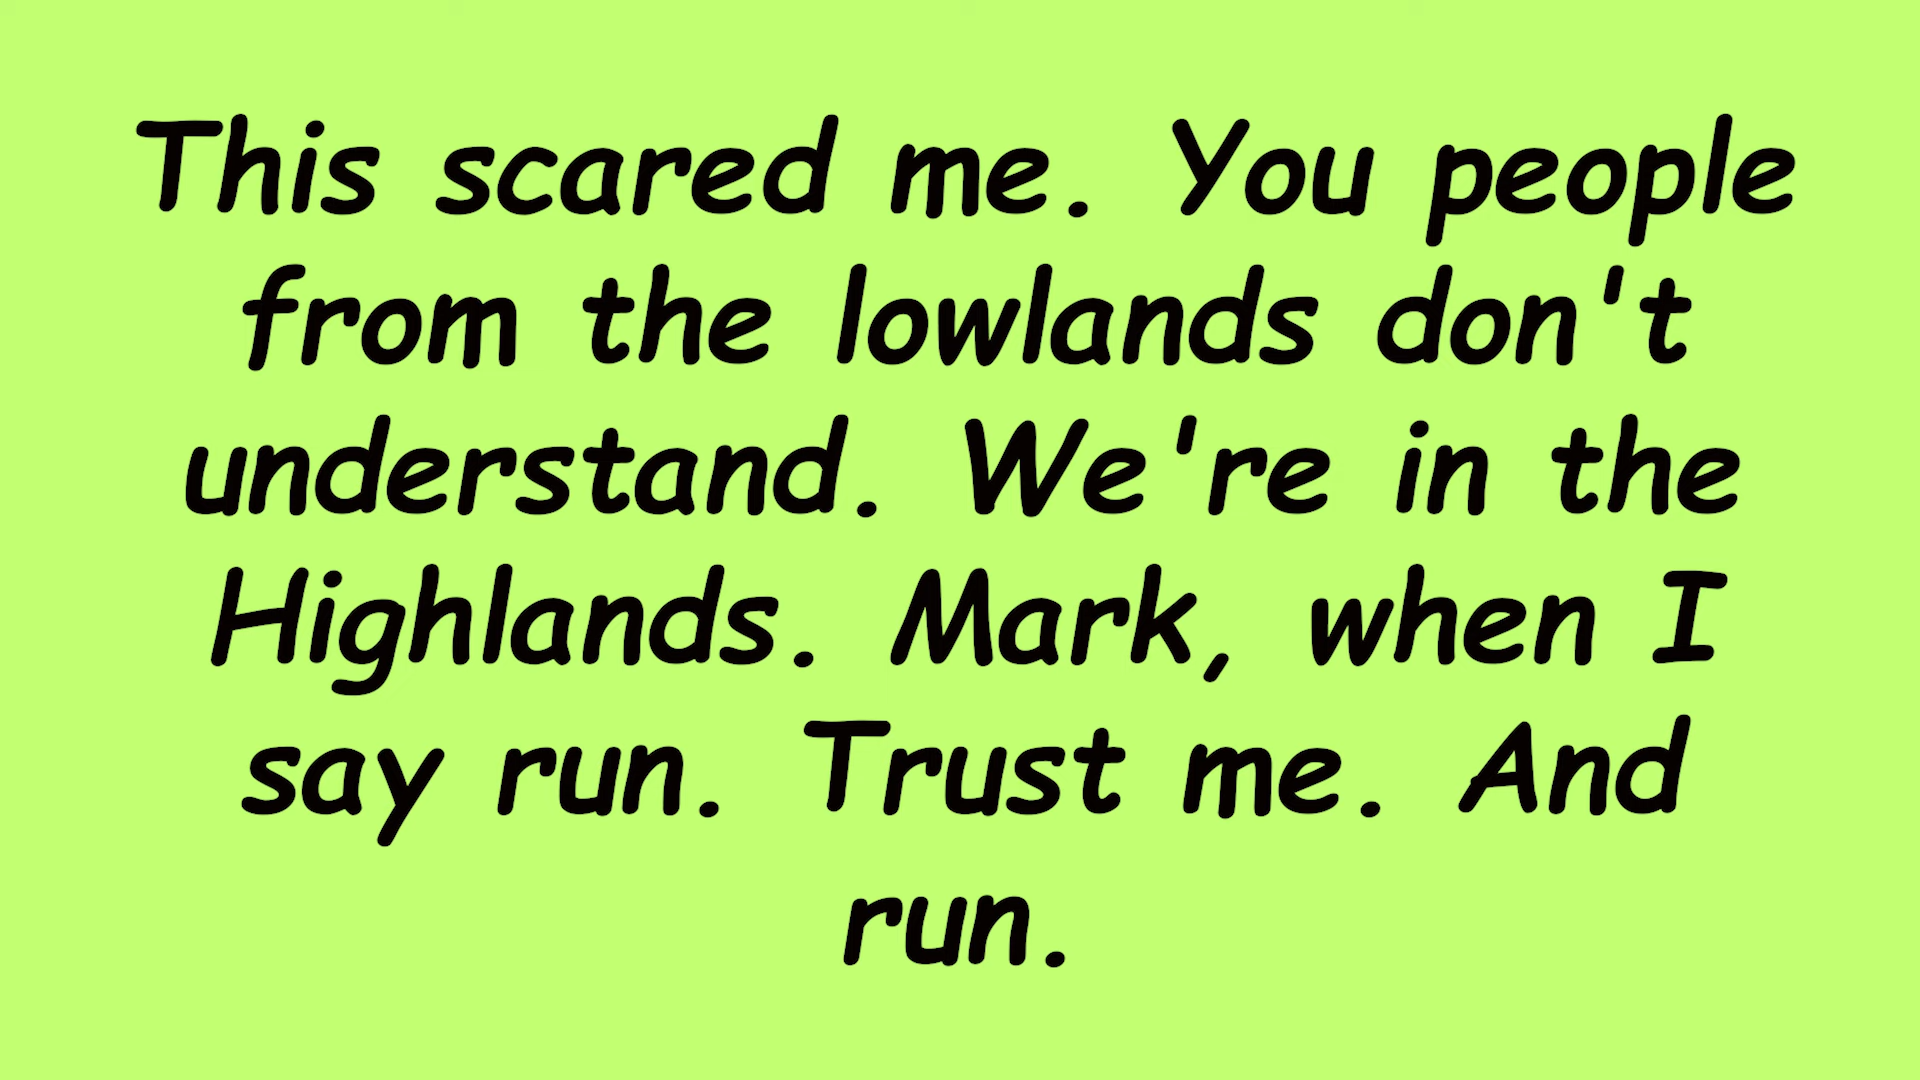 This scared me. You people
from the lowlands don't
understand. We're in the
Highlands. Mark, when I
say run. Trust me. And
run.